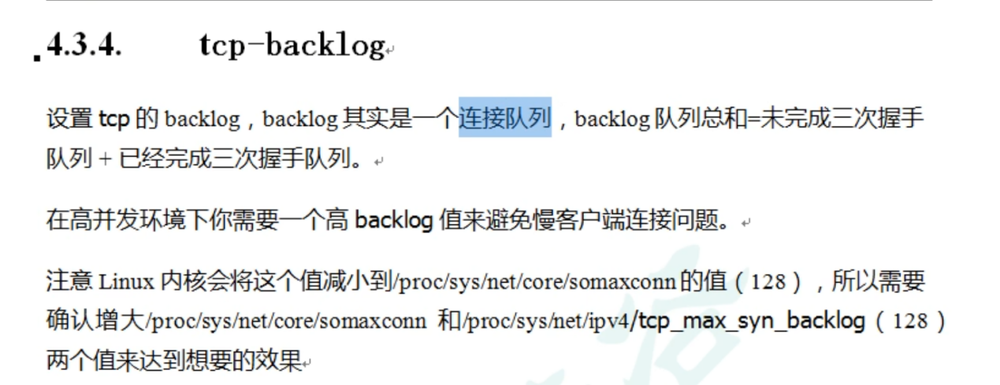 4.3.4. tcp-backlog
设置 tcp 的 backlog，backlog 其实是一个连接队列，backlog 队列总和=未完成三次握手
队列 + 已经完成三次握手队列。
在高并发环境下你需要一个高 backlog 值来避免慢客户端连接问题。
注意 Linux 内核会将这个值减小到/proc/sys/net/core/somaxconn 的值（128），所以需要
确认增大/proc/sys/net/core/somaxconn 和/proc/sys/net/ipv4/tcp_max_syn_backlog（128）
两个值来达到想要的效果